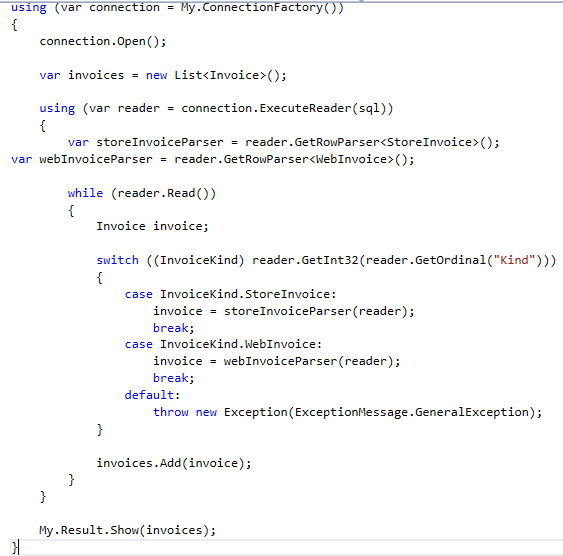 using (var connection = My.ConnectionFactory())
{
    connection.Open();

    var invoices = new List<Invoice>();

    using (var reader = connection.ExecuteReader(sql))
    {
        var storeInvoiceParser = reader.GetRowParser<StoreInvoice>();
var webInvoiceParser = reader.GetRowParser<WebInvoice>();

        while (reader.Read())
        {
            Invoice invoice;

            switch ((InvoiceKind) reader.GetInt32(reader.GetOrdinal("Kind")))
            {
                case InvoiceKind.StoreInvoice:
                    invoice = storeInvoiceParser(reader);
                    break;
                case InvoiceKind.WebInvoice:
                    invoice = webInvoiceParser(reader);
                    break;
                default:
                    throw new Exception(ExceptionMessage.GeneralException);
            }

            invoices.Add(invoice);
        }
    }

    My.Result.Show(invoices);
}